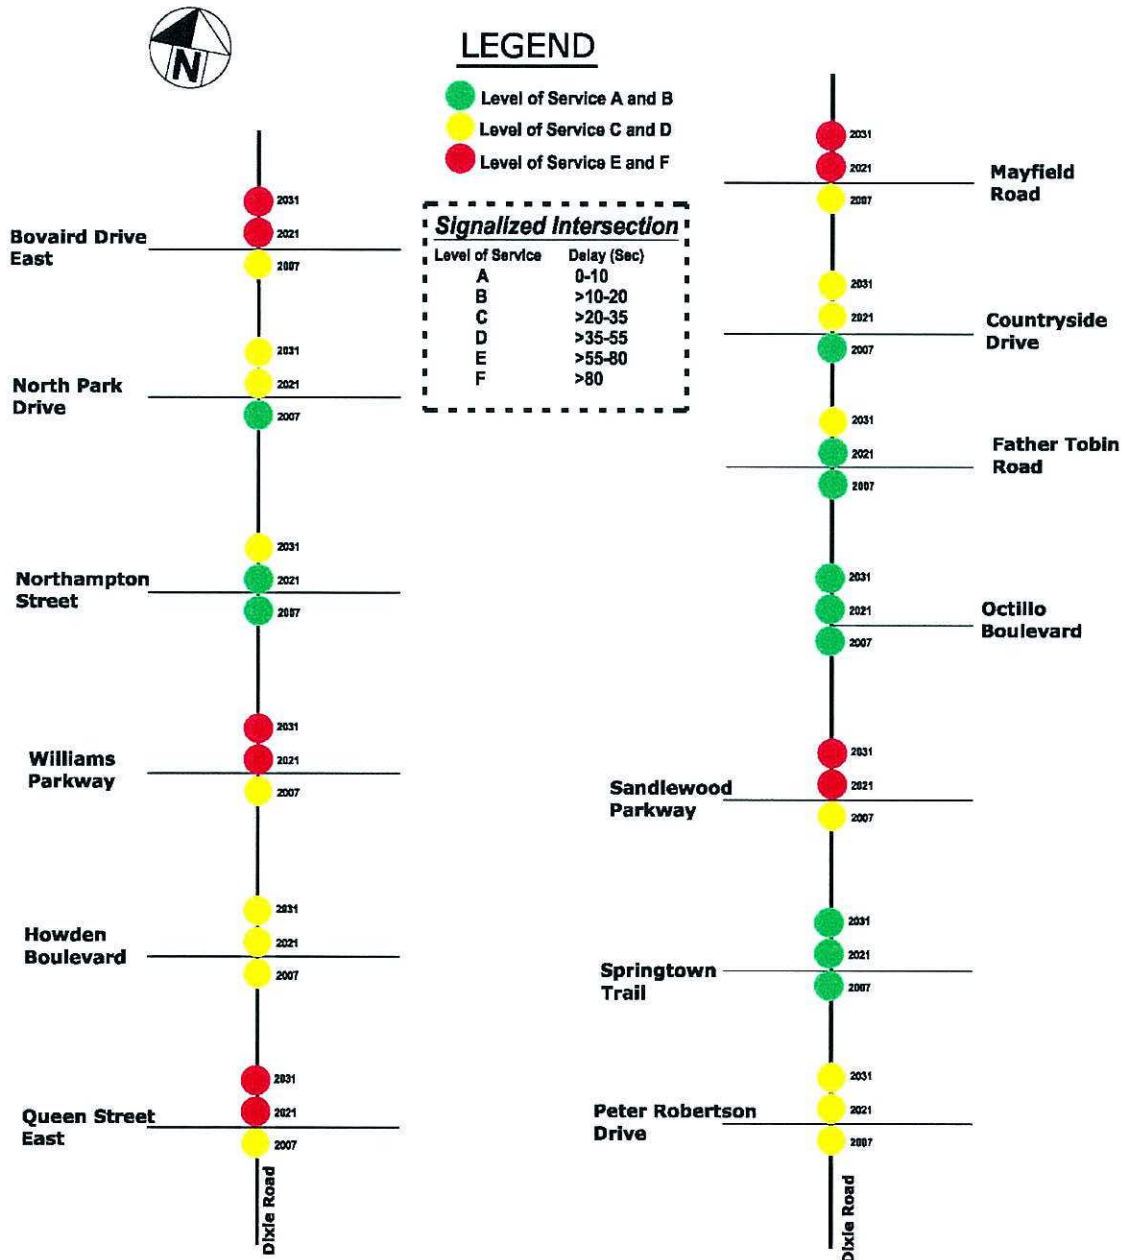 N
LEGEND
Level of Service A and B
Level of Service C and D
Level of Service E and F
Signalized Intersection
Level of Service Delay (Sec)
A 0-10
B >10-20
C >20-35
D >35-55
E >55-80
F >80
2031
2021
Bovaird Drive
East
2007
2031
2021
North Park
Drive
2007
2031
2021
Northampton
Street
2007
2031
2021
Williams
Parkway
2007
2031
2021
Howden
Boulevard
2007
2031
2021
Queen Street
East
2007
Dixie Road
2031
2021
Mayfield
Road
2007
2031
2021
Countryside
Drive
2007
2031
2021
Father Tobin
Road
2007
2031
2021
Octillo
Boulevard
2007
2031
2021
Sandlewood
Parkway
2007
2031
2021
Springtown
Trail
2007
2031
2021
Peter Robertson
Drive
2007
Dixie Road